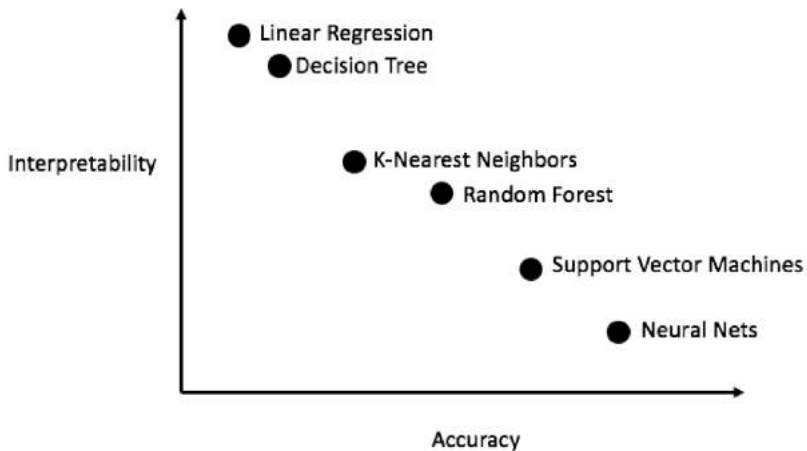 Linear Regression
Decision Tree
Interpretability
K-Nearest Neighbors
Random Forest
Support Vector Machines
Neural Nets
Accuracy